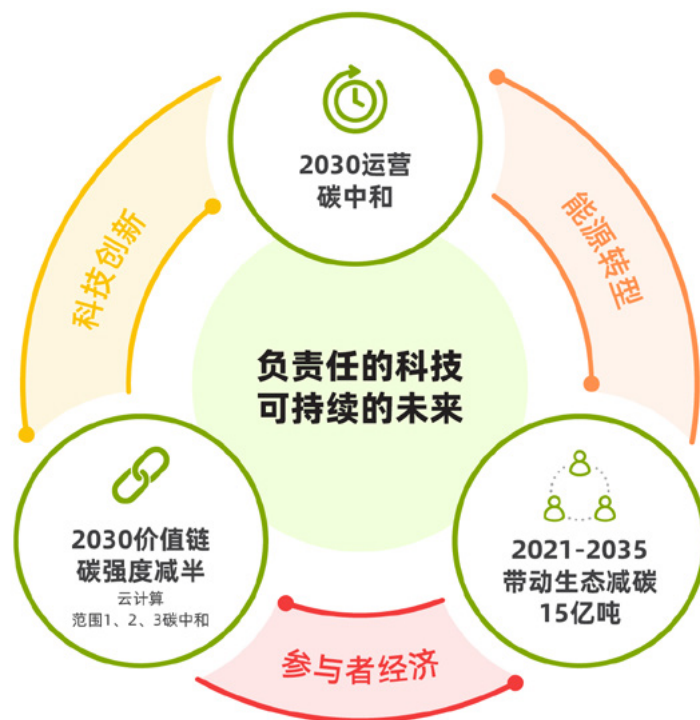 2030运营
碳中和
科技创新
能源转型
负责任的科技
可持续的未来
2030价值链
碳强度减半
云计算
范围1、2、3碳中和
2021-2035
带动生态减碳
15亿吨
参与者经济